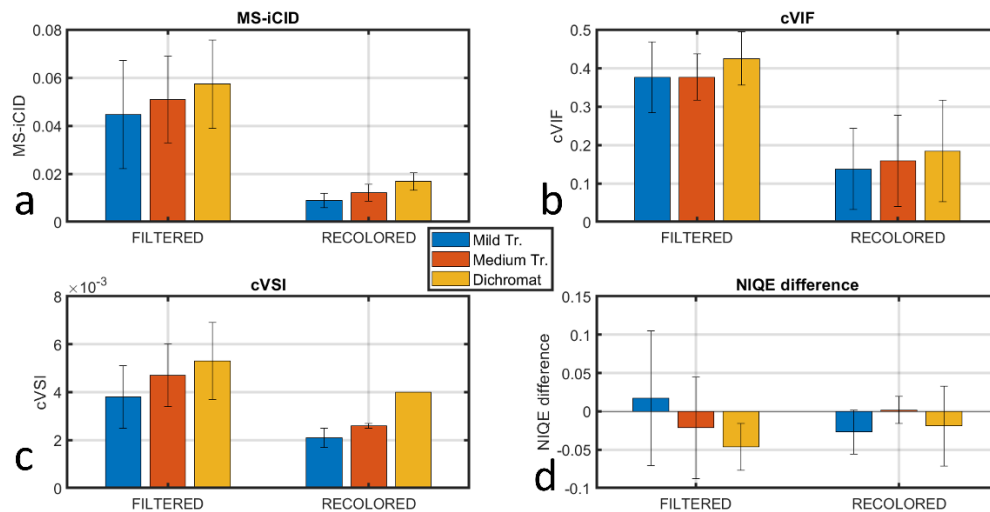 MS-iCID
MS-iCID
0.08
0.06
0.04
0.02
0
FILTERED
RECOLORED
a
cVIF
cVIF
0.5
0.4
0.3
0.2
0.1
0
FILTERED
RECOLORED
b
Mild Tr.
Medium Tr.
Dichromat
cVSI
×10⁻³
cVSI
8
6
4
2
0
FILTERED
RECOLORED
c
NIQE difference
NIQE difference
0.15
0.1
0.05
0
-0.05
-0.1
FILTERED
RECOLORED
d